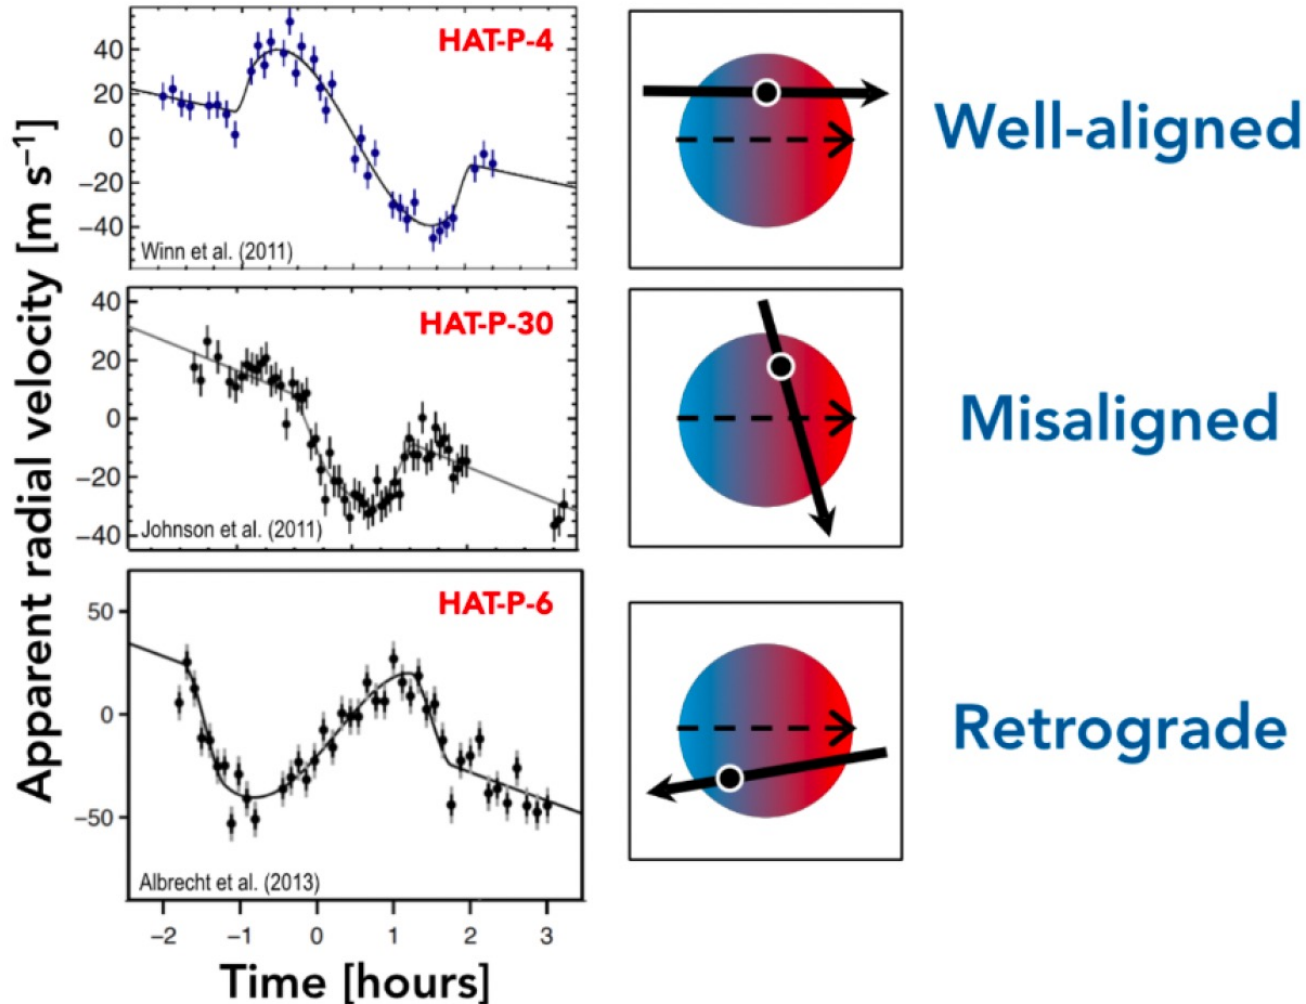 Apparent radial velocity [m s⁻¹]
40
20
0
−20
−40
HAT-P-4
Winn et al. (2011)
Well-aligned
40
20
0
−20
−40
HAT-P-30
Johnson et al. (2011)
Misaligned
50
0
−50
HAT-P-6
Albrecht et al. (2013)
Retrograde
−2 −1 0 1 2 3
Time [hours]